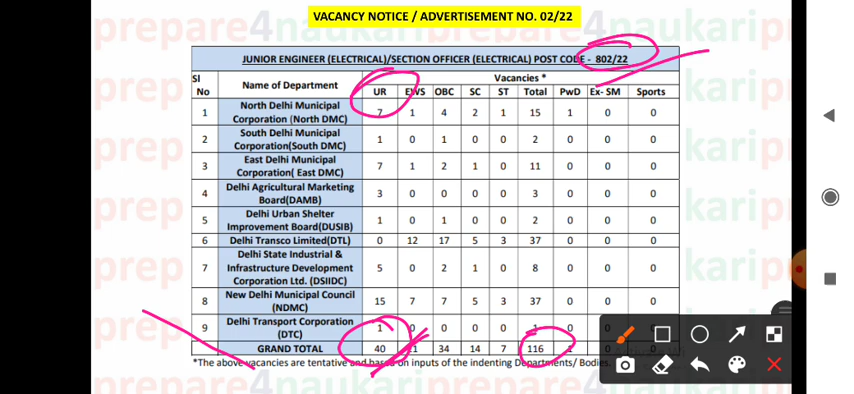 prepare4naukari prepare4naukari
VACANCY NOTICE / ADVERTISEMENT NO. 02/22
JUNIOR ENGINEER (ELECTRICAL)/SECTION OFFICER (ELECTRICAL) POST CODE - 802/22
Sl No Name of Department Vacancies *
UR EWS OBC SC ST Total PwD Ex- SM Sports
1 North Delhi Municipal Corporation (North DMC) 7 1 4 2 1 15 1 0 0
2 South Delhi Municipal Corporation(South DMC) 1 0 1 0 0 2 0 0 0
3 East Delhi Municipal Corporation( East DMC) 7 1 2 1 0 11 0 0 0
4 Delhi Agricultural Marketing Board(DAMB) 3 0 0 0 0 3 0 0 0
5 Delhi Urban Shelter Improvement Board(DUSIB) 1 0 1 0 0 2 0 0 0
6 Delhi Transco Limited(DTL) 0 12 17 5 3 37 0 0 0
7 Delhi State Industrial & Infrastructure Development Corporation Ltd. (DSIIDC) 5 0 2 1 0 8 0 0 0
8 New Delhi Municipal Council (NDMC) 15 7 7 5 3 37 0 0 0
9 Delhi Transport Corporation (DTC) 1 0 0 0 0 1 0
GRAND TOTAL 40 34 14 7 116
*The above vacancies are tentative and based on inputs of the indenting Departments/ Bodies.
prepare4naukari prepare4naukari